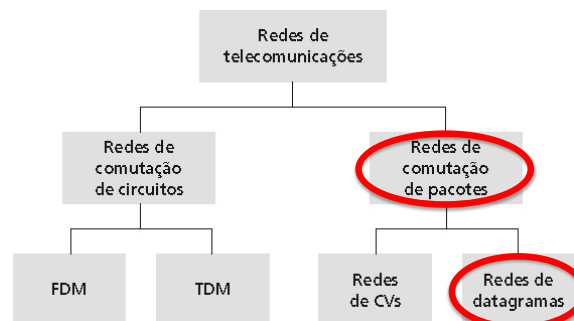 Redes de
telecomunicações
Redes de
comutação
de circuitos
Redes de
comutação
de pacotes
FDM
TDM
Redes
de CVs
Redes de
datagramas